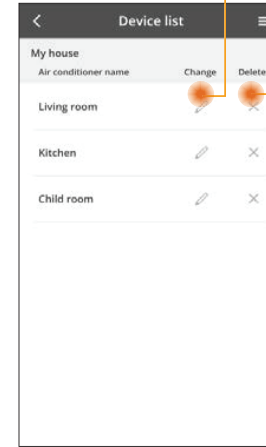 Device list
My house
Air conditioner name Change Delete
Living room
Kitchen
Child room